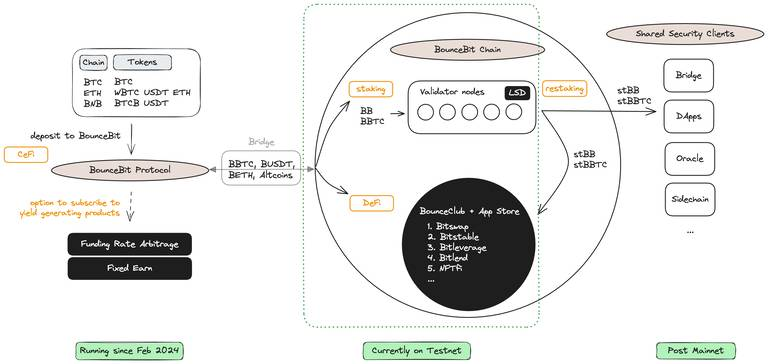 Chain Tokens
BTC BTC
ETH WBTC USDT ETH
BNB BTCB USDT
deposit to BounceBit
CeFi
BounceBit Protocol
option to subscribe to
yield generating products
Funding Rate Arbitrage
Fixed Earn
Running since Feb 2024
Bridge
BBTC, BUSDT,
BETH, Altcoins
BounceBit Chain
staking
BB
BBTC
Validator nodes
LSD
restaking
stBB
stBBTC
stBB
stBBTC
DeFi
BounceClub + App Store
1. Bitswap
2. Bitstable
3. Bitleverage
4. Bitlend
5. NPTfi
...
Currently on Testnet
Shared Security Clients
Bridge
DApps
Oracle
Sidechain
...
Post Mainnet